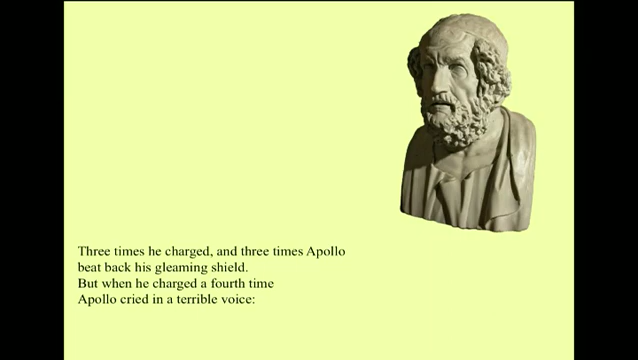 Three times he charged, and three times Apollo
beat back his gleaming shield.
But when he charged a fourth time
Apollo cried in a terrible voice: